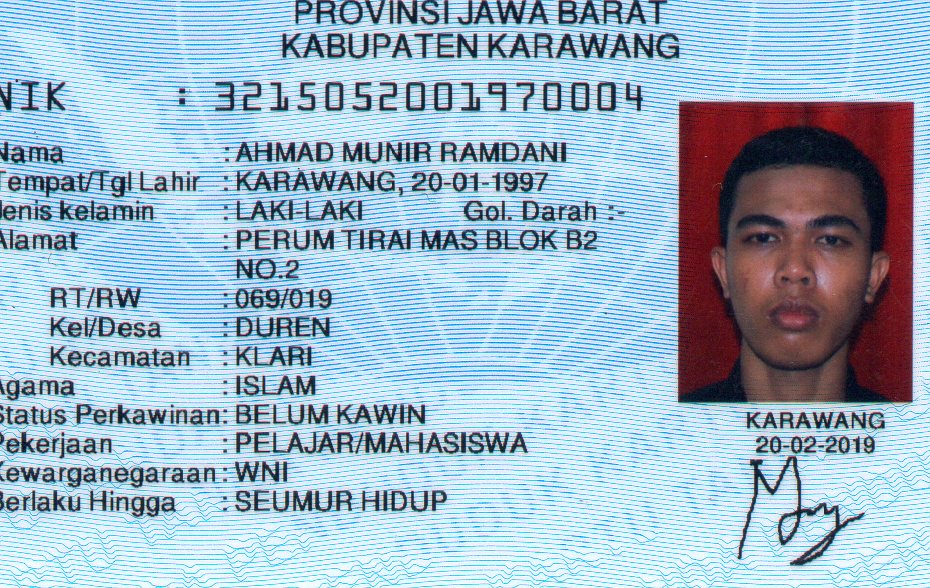 PROVINSI JAWA BARAT
KABUPATEN KARAWANG
NIK : 3215052001970004
Nama : AHMAD MUNIR RAMDANI
Tempat/Tgl Lahir : KARAWANG, 20-01-1997
Jenis kelamin : LAKI-LAKI Gol. Darah :-
Alamat : PERUM TIRAI MAS BLOK B2
NO.2
RT/RW : 069/019
Kel/Desa : DUREN
Kecamatan : KLARI
Agama : ISLAM
Status Perkawinan: BELUM KAWIN
Pekerjaan : PELAJAR/MAHASISWA
Kewarganegaraan : WNI
Berlaku Hingga : SEUMUR HIDUP
KARAWANG
20-02-2019